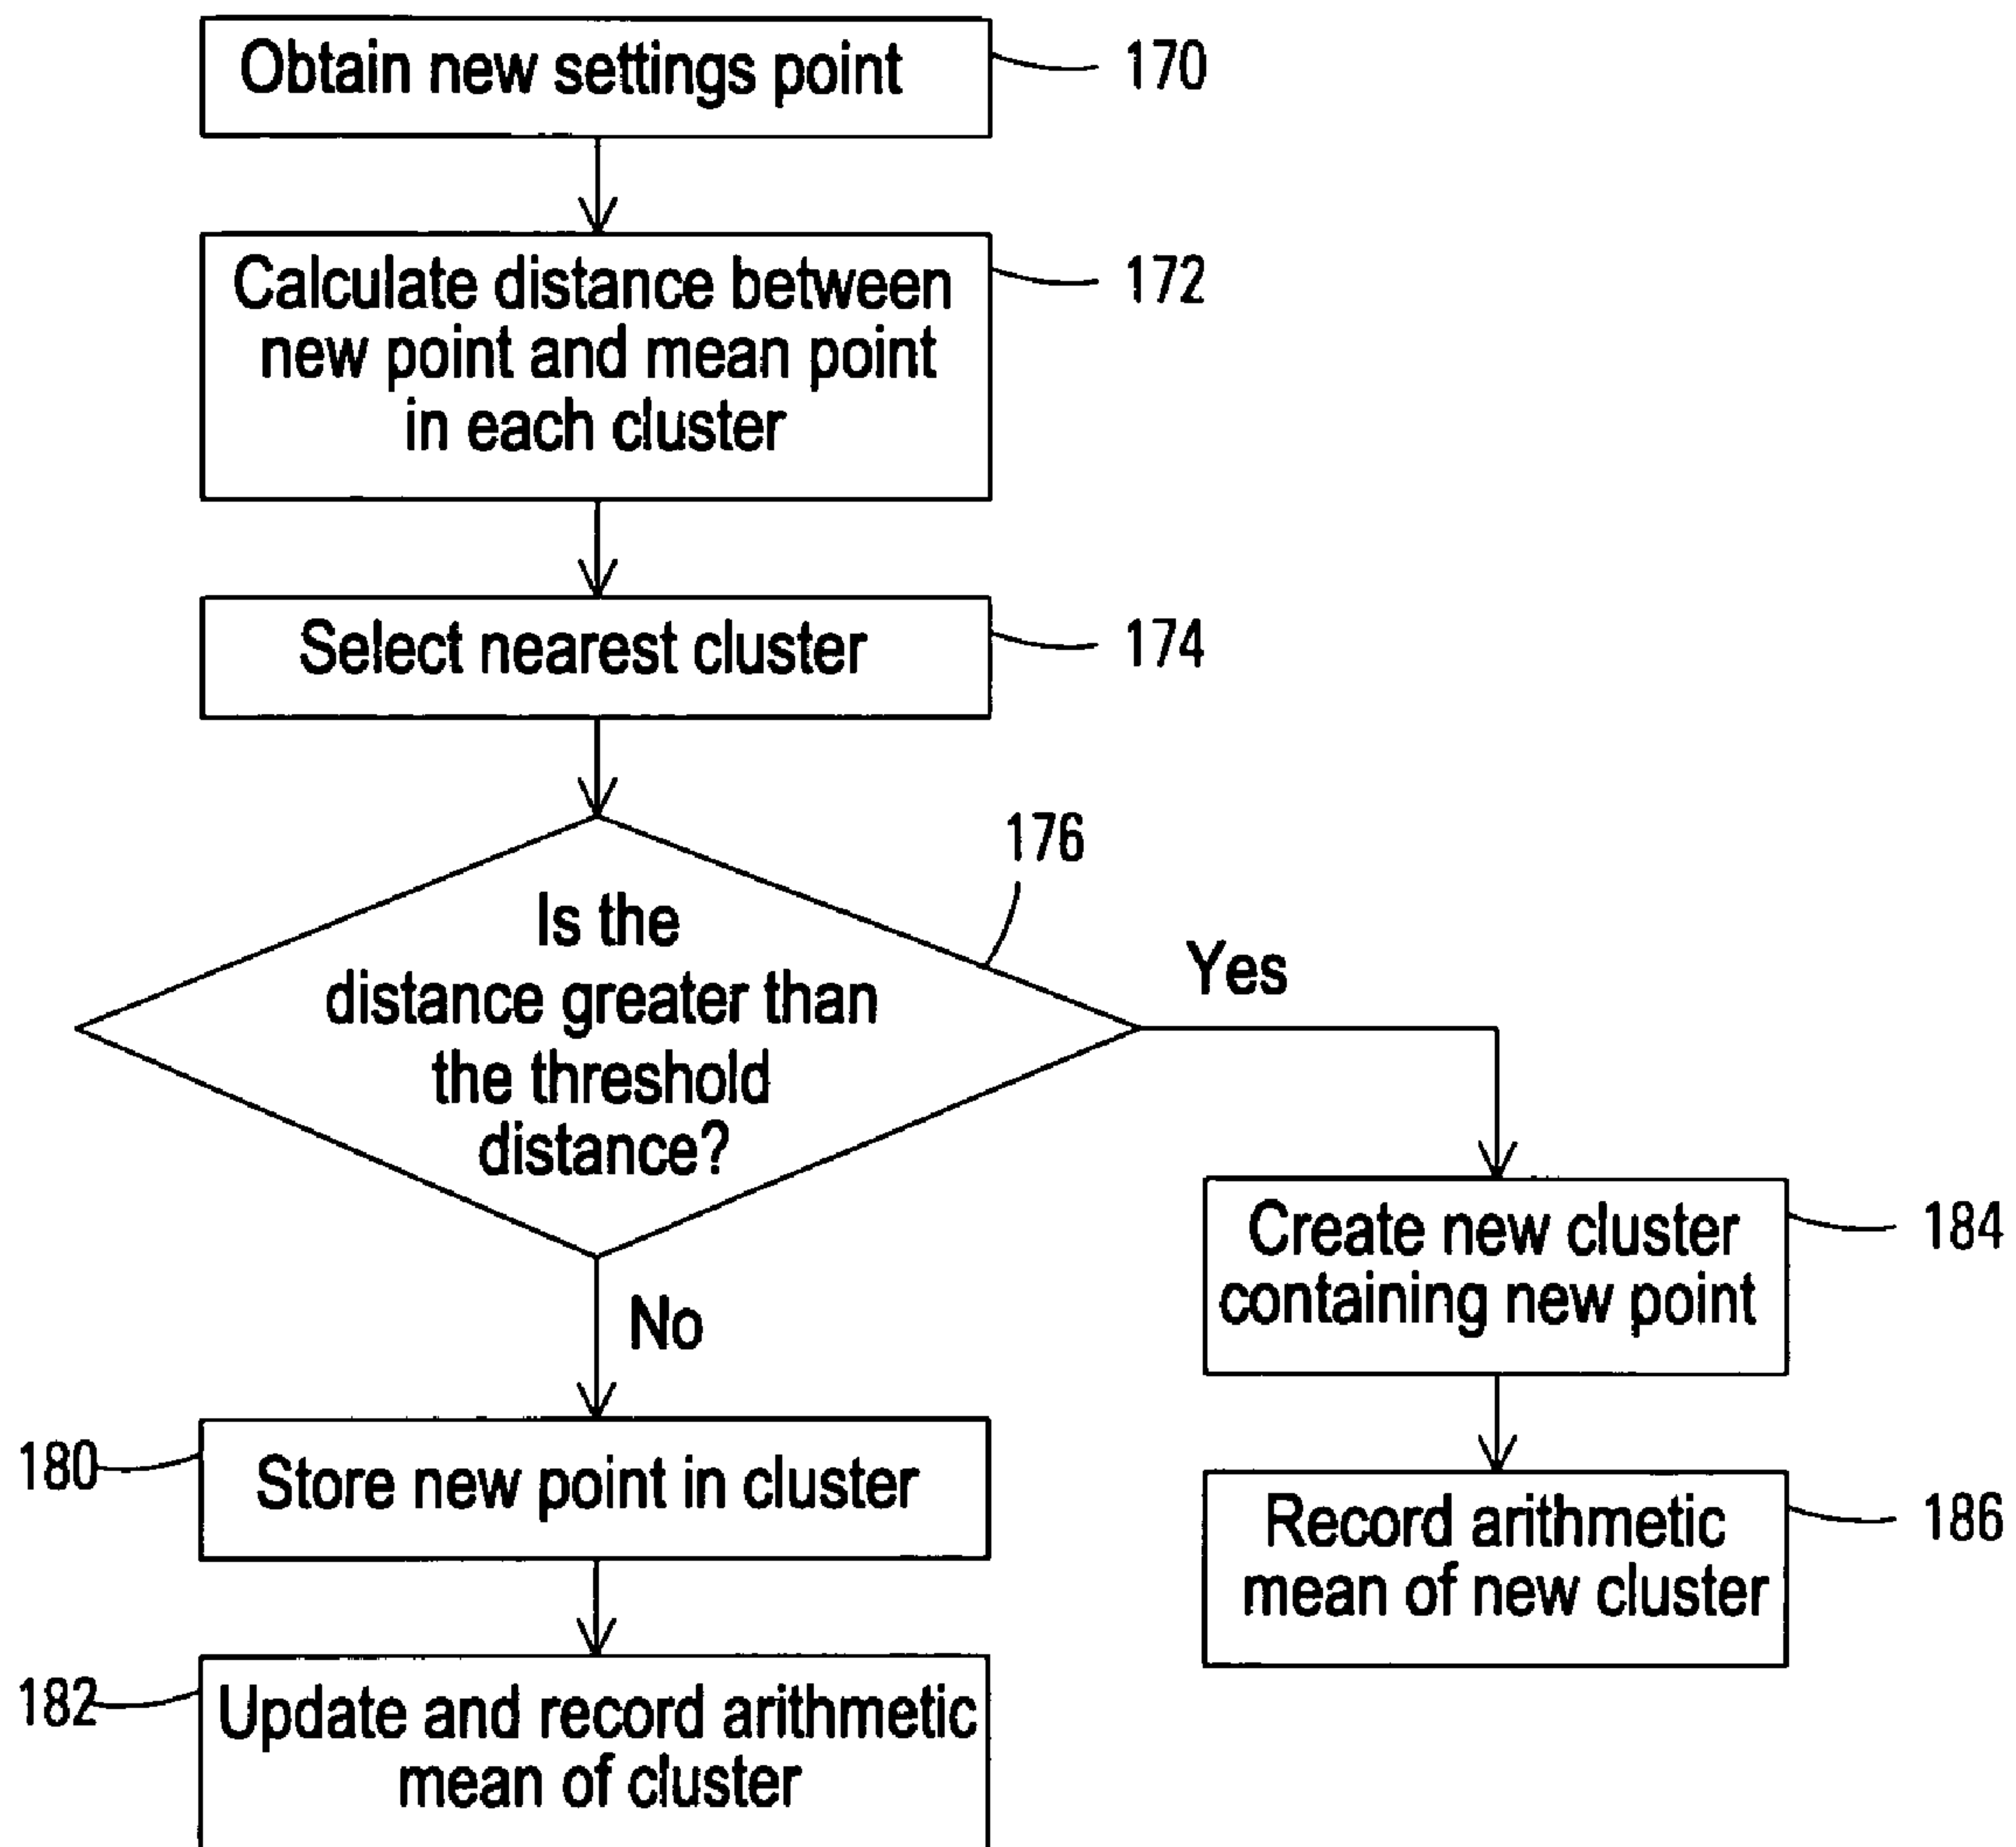 Obtain new settings point
170
Calculate distance between
new point and mean point
in each cluster
172
Select nearest cluster
174
176
Is the
distance greater than
the threshold
distance?
Yes
No
Create new cluster
containing new point
184
180
Store new point in cluster
Record arithmetic
mean of new cluster
186
182
Update and record arithmetic
mean of cluster